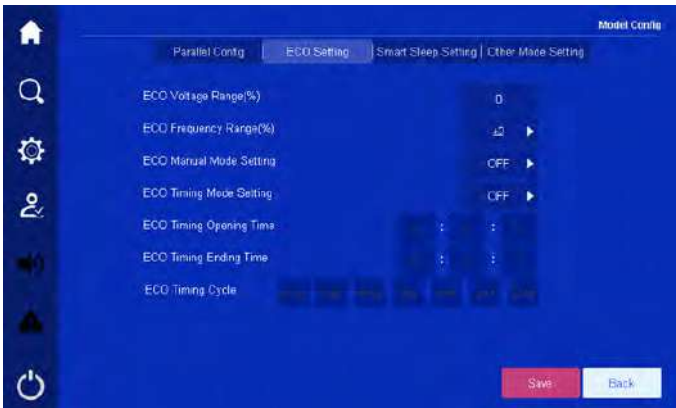 Model Config
Parallel Config ECO Setting Smart Sleep Setting Other Mode Setting
ECO Voltage Range(%) 0
ECO Frequency Range(%) ±2
ECO Manual Mode Setting OFF
ECO Timing Mode Setting OFF
ECO Timing Opening Time : :
ECO Timing Ending Time : :
ECO Timing Cycle
Save Back